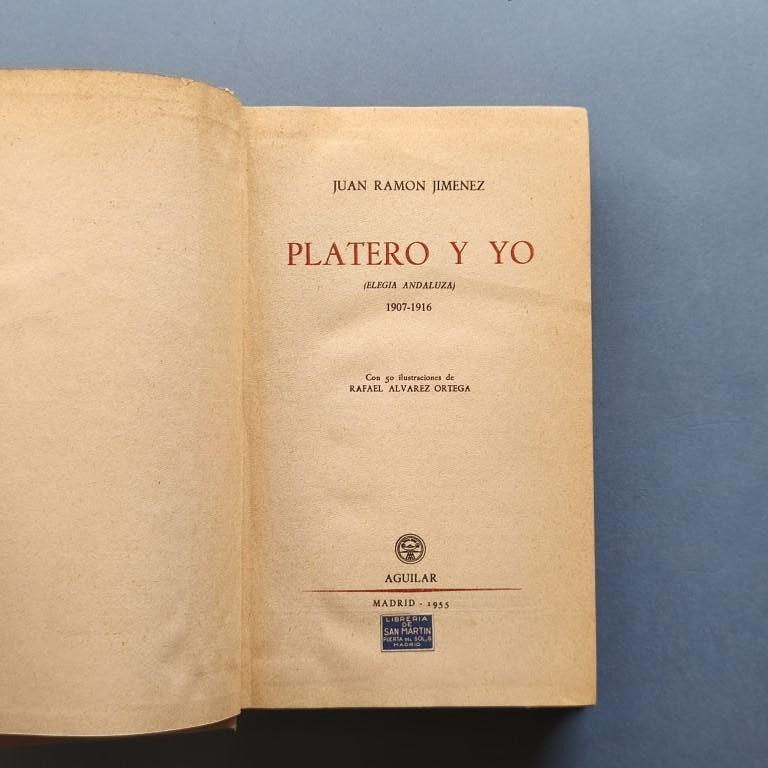 JUAN RAMON JIMENEZ
PLATERO Y YO
(ELEGIA ANDALUZA)
1907-1916
Con 50 ilustraciones de
RAFAEL ALVAREZ ORTEGA
AGUILAR
MADRID - 1955
LIBRERIA
DE
SAN MARTIN
PUERTA DEL SOL, 6
MADRID